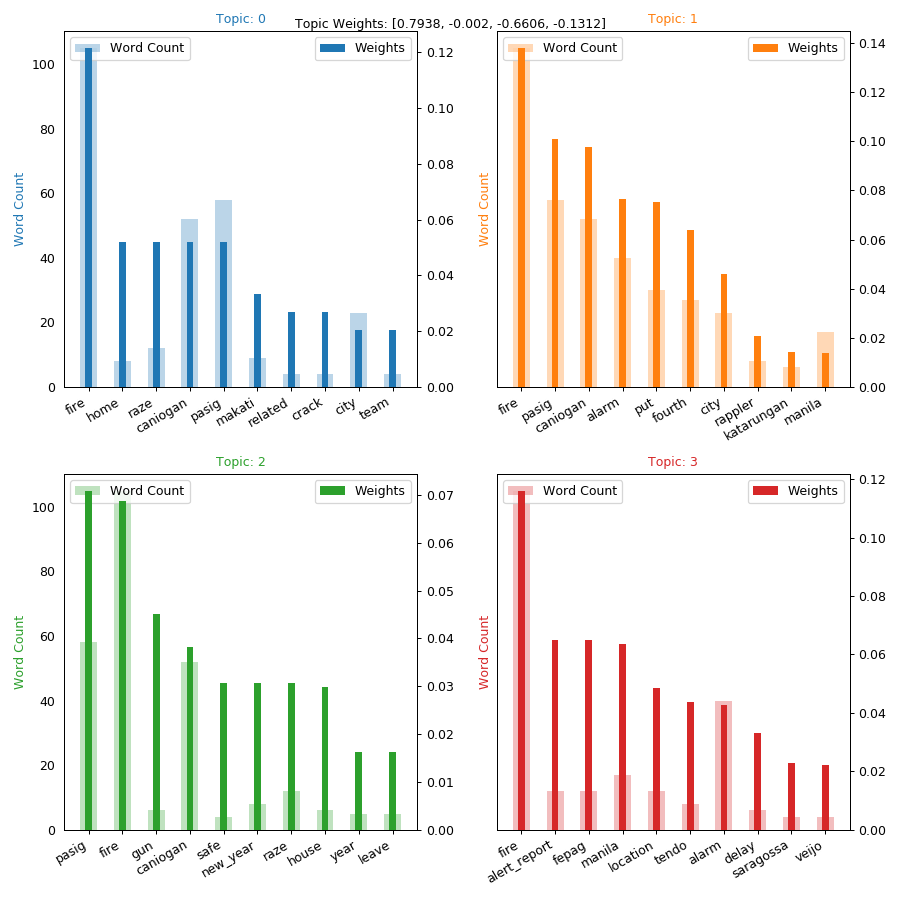 Topic Weights: [0.7938, -0.002, -0.6606, -0.1312]
Topic: 0
Word Count
Weights
Word Count
100
80
60
40
20
0
0.12
0.10
0.08
0.06
0.04
0.02
0.00
fire
home
raze
caniogan
pasig
makati
related
crack
city
team
Topic: 1
Word Count
Weights
Word Count
0.14
0.12
0.10
0.08
0.06
0.04
0.02
0.00
fire
pasig
caniogan
alarm
put
fourth
city
rappler
katarungan
manila
Topic: 2
Word Count
Weights
Word Count
100
80
60
40
20
0
0.07
0.06
0.05
0.04
0.03
0.02
0.01
0.00
pasig
fire
gun
caniogan
safe
new_year
raze
house
year
leave
Topic: 3
Word Count
Weights
Word Count
0.12
0.10
0.08
0.06
0.04
0.02
0.00
fire
alert_report
fepag
manila
location
tendo
alarm
delay
saragossa
veijo